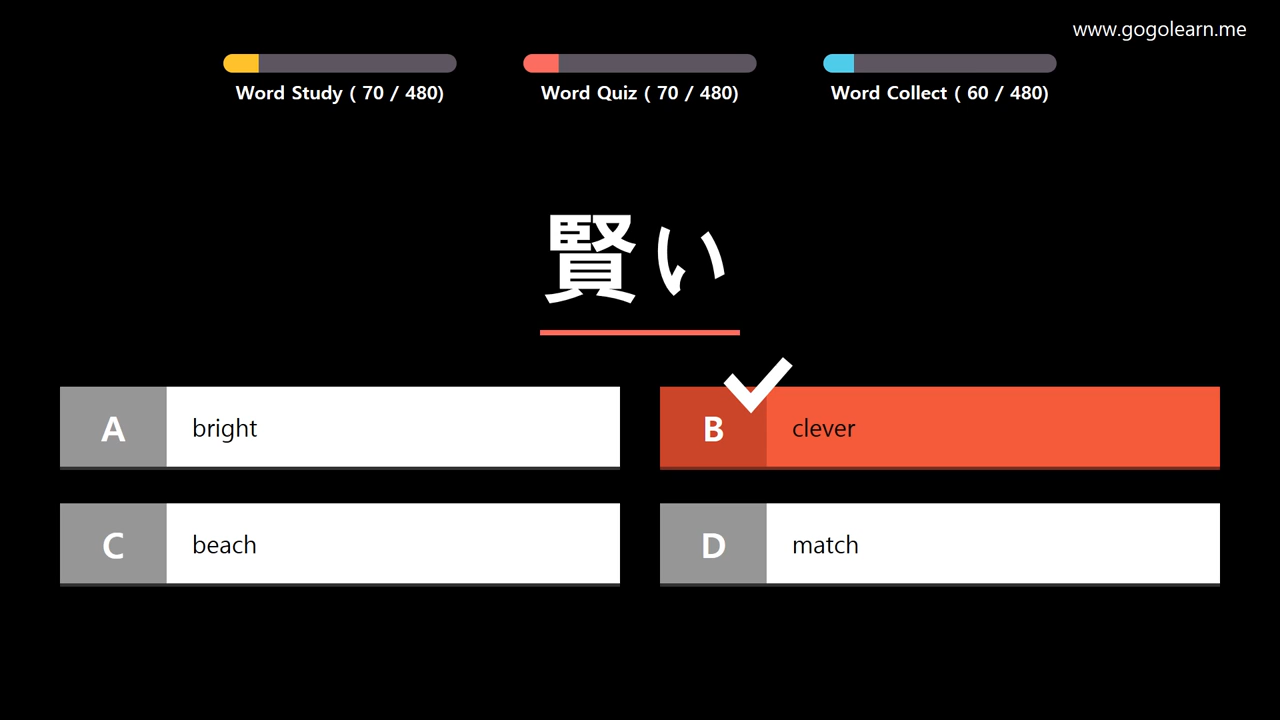 www.gogolearn.me
Word Study ( 70 / 480)
Word Quiz ( 70 / 480)
Word Collect ( 60 / 480)
賢い
A bright
B clever
C beach
D match